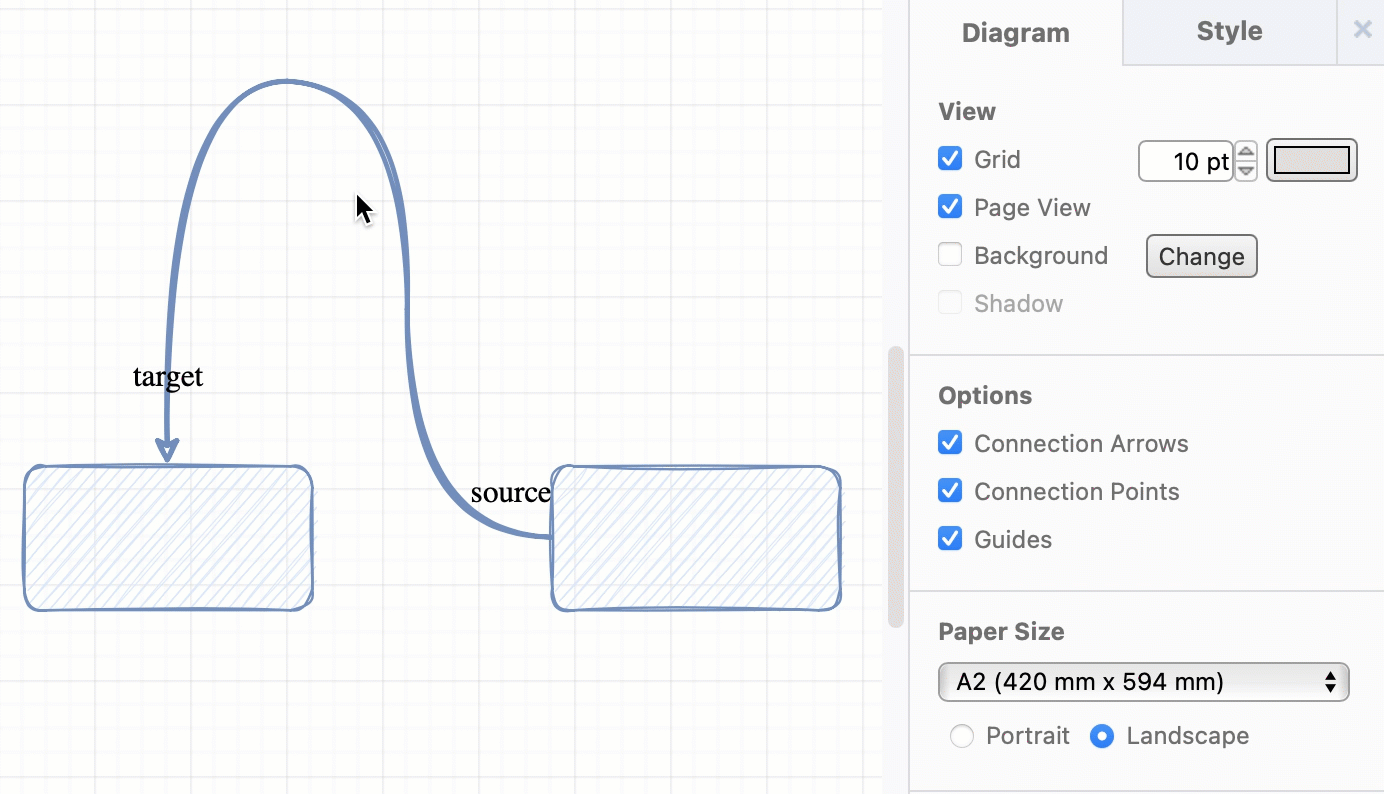 target
source
Diagram
Style
View
Grid
10 pt
Page View
Background
Change
Shadow
Options
Connection Arrows
Connection Points
Guides
Paper Size
A2 (420 mm x 594 mm)
Portrait
Landscape